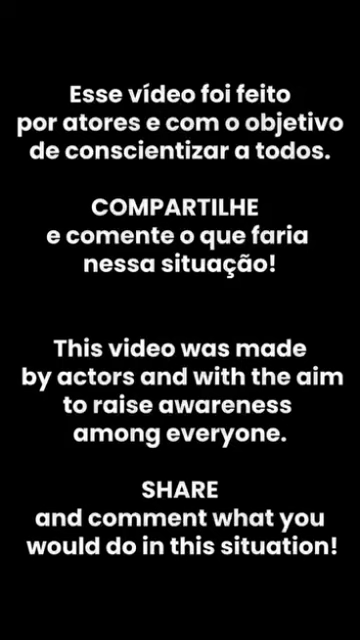 Esse vídeo foi feito
por atores e com o objetivo
de conscientizar a todos.
COMPARTILHE
e comente o que faria
nessa situação!
This video was made
by actors and with the aim
to raise awareness
among everyone.
SHARE
and comment what you
would do in this situation!